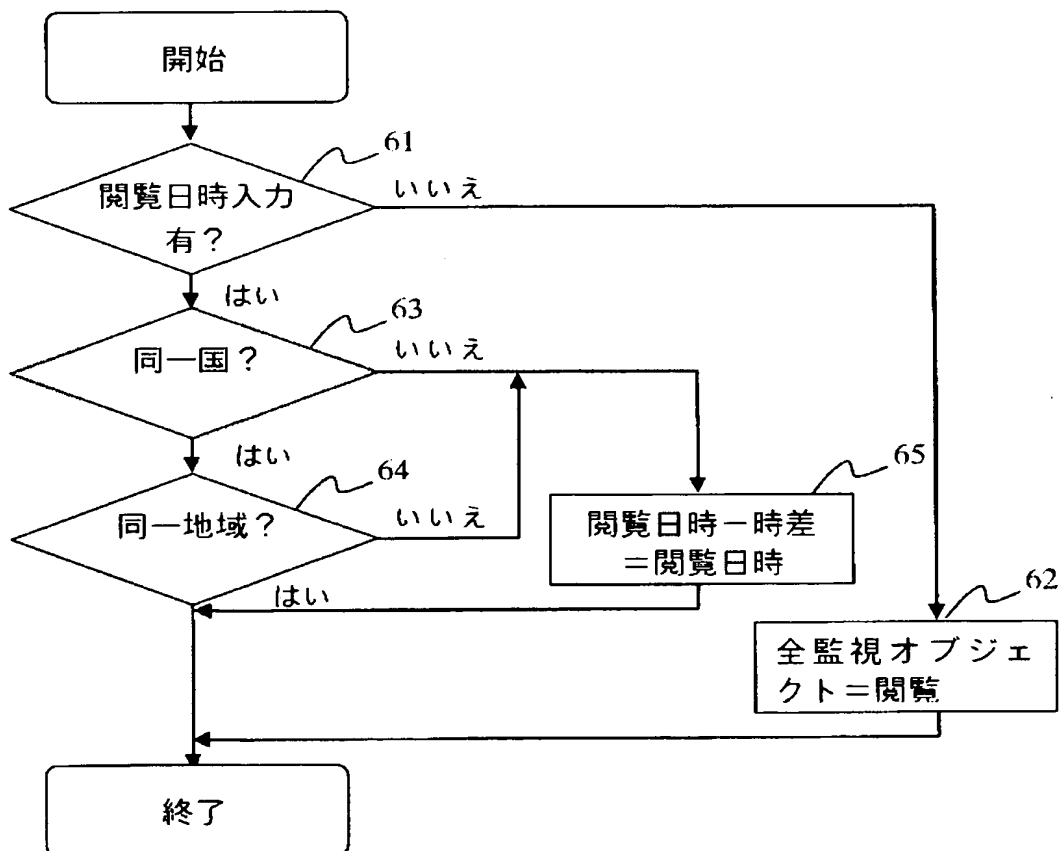 開始
61
閲覧日時入力
有？
いいえ
はい
63
同一国？
いいえ
はい
64
同一地域？
いいえ
65
閲覧日時－時差
＝閲覧日時
はい
62
全監視オブジェ
クト＝閲覧
終了